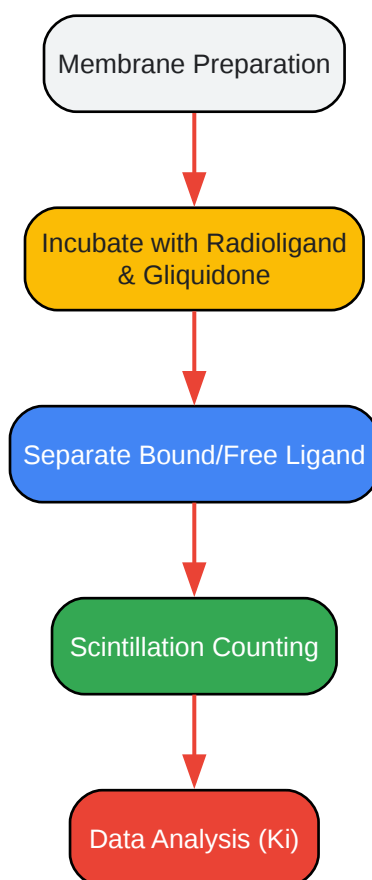 Membrane Preparation
Incubate with Radioligand
& Gliquidone
Separate Bound/Free Ligand
Scintillation Counting
Data Analysis (Ki)